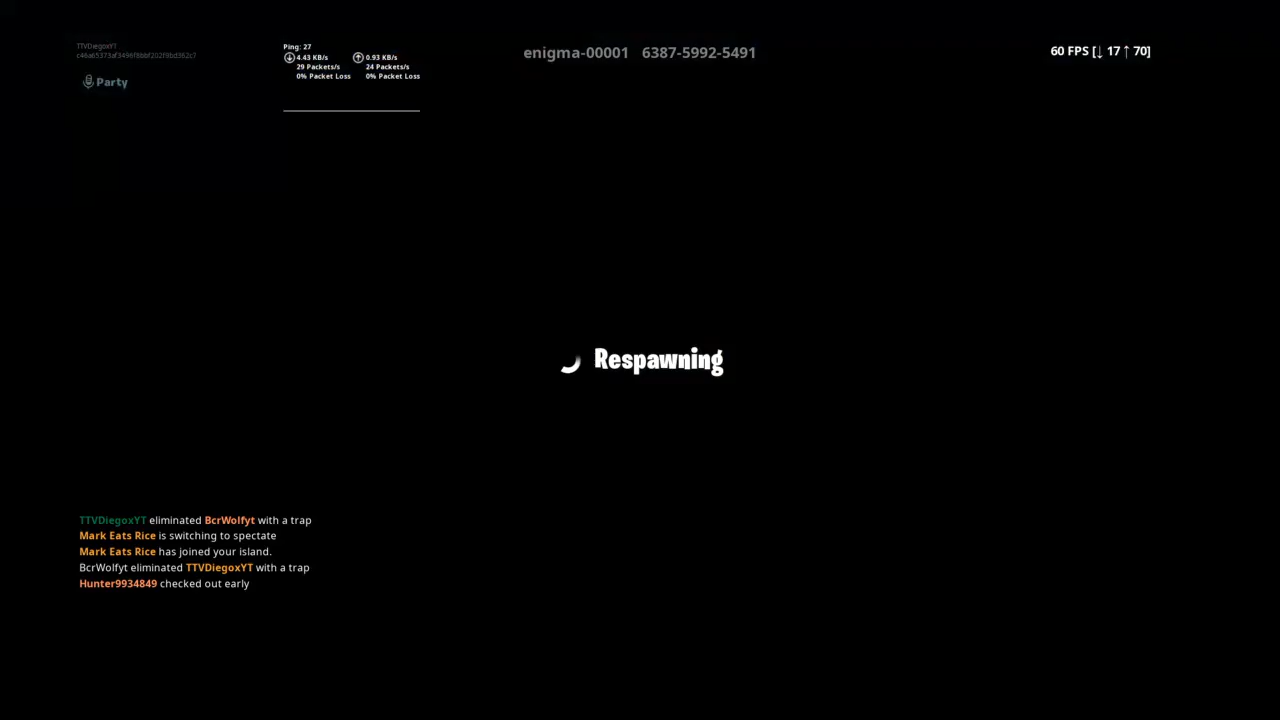 TTVDiegoxYT
Party
Ping: 27
4.43 KB/s 0.93 KB/s
29 Packets/s 24 Packets/s
0% Packet Loss 0% Packet Loss
enigma-00001 6387-5992-5491
60 FPS [↓ 17 ↑ 70]
Respawning
TTVDiegoxYT eliminated BcrWolfyt with a trap
Mark Eats Rice is switching to spectate
Mark Eats Rice has joined your island.
BcrWolfyt eliminated TTVDiegoxYT with a trap
Hunter9934849 checked out early